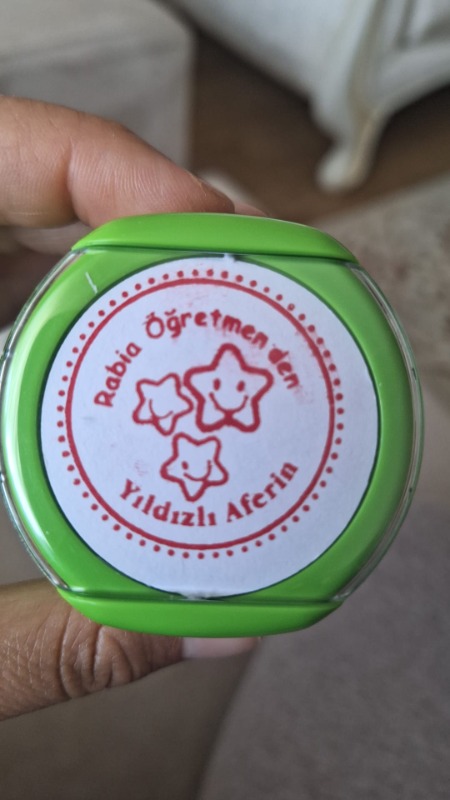 Rabia Öğretmen'den
Yıldızlı Aferin